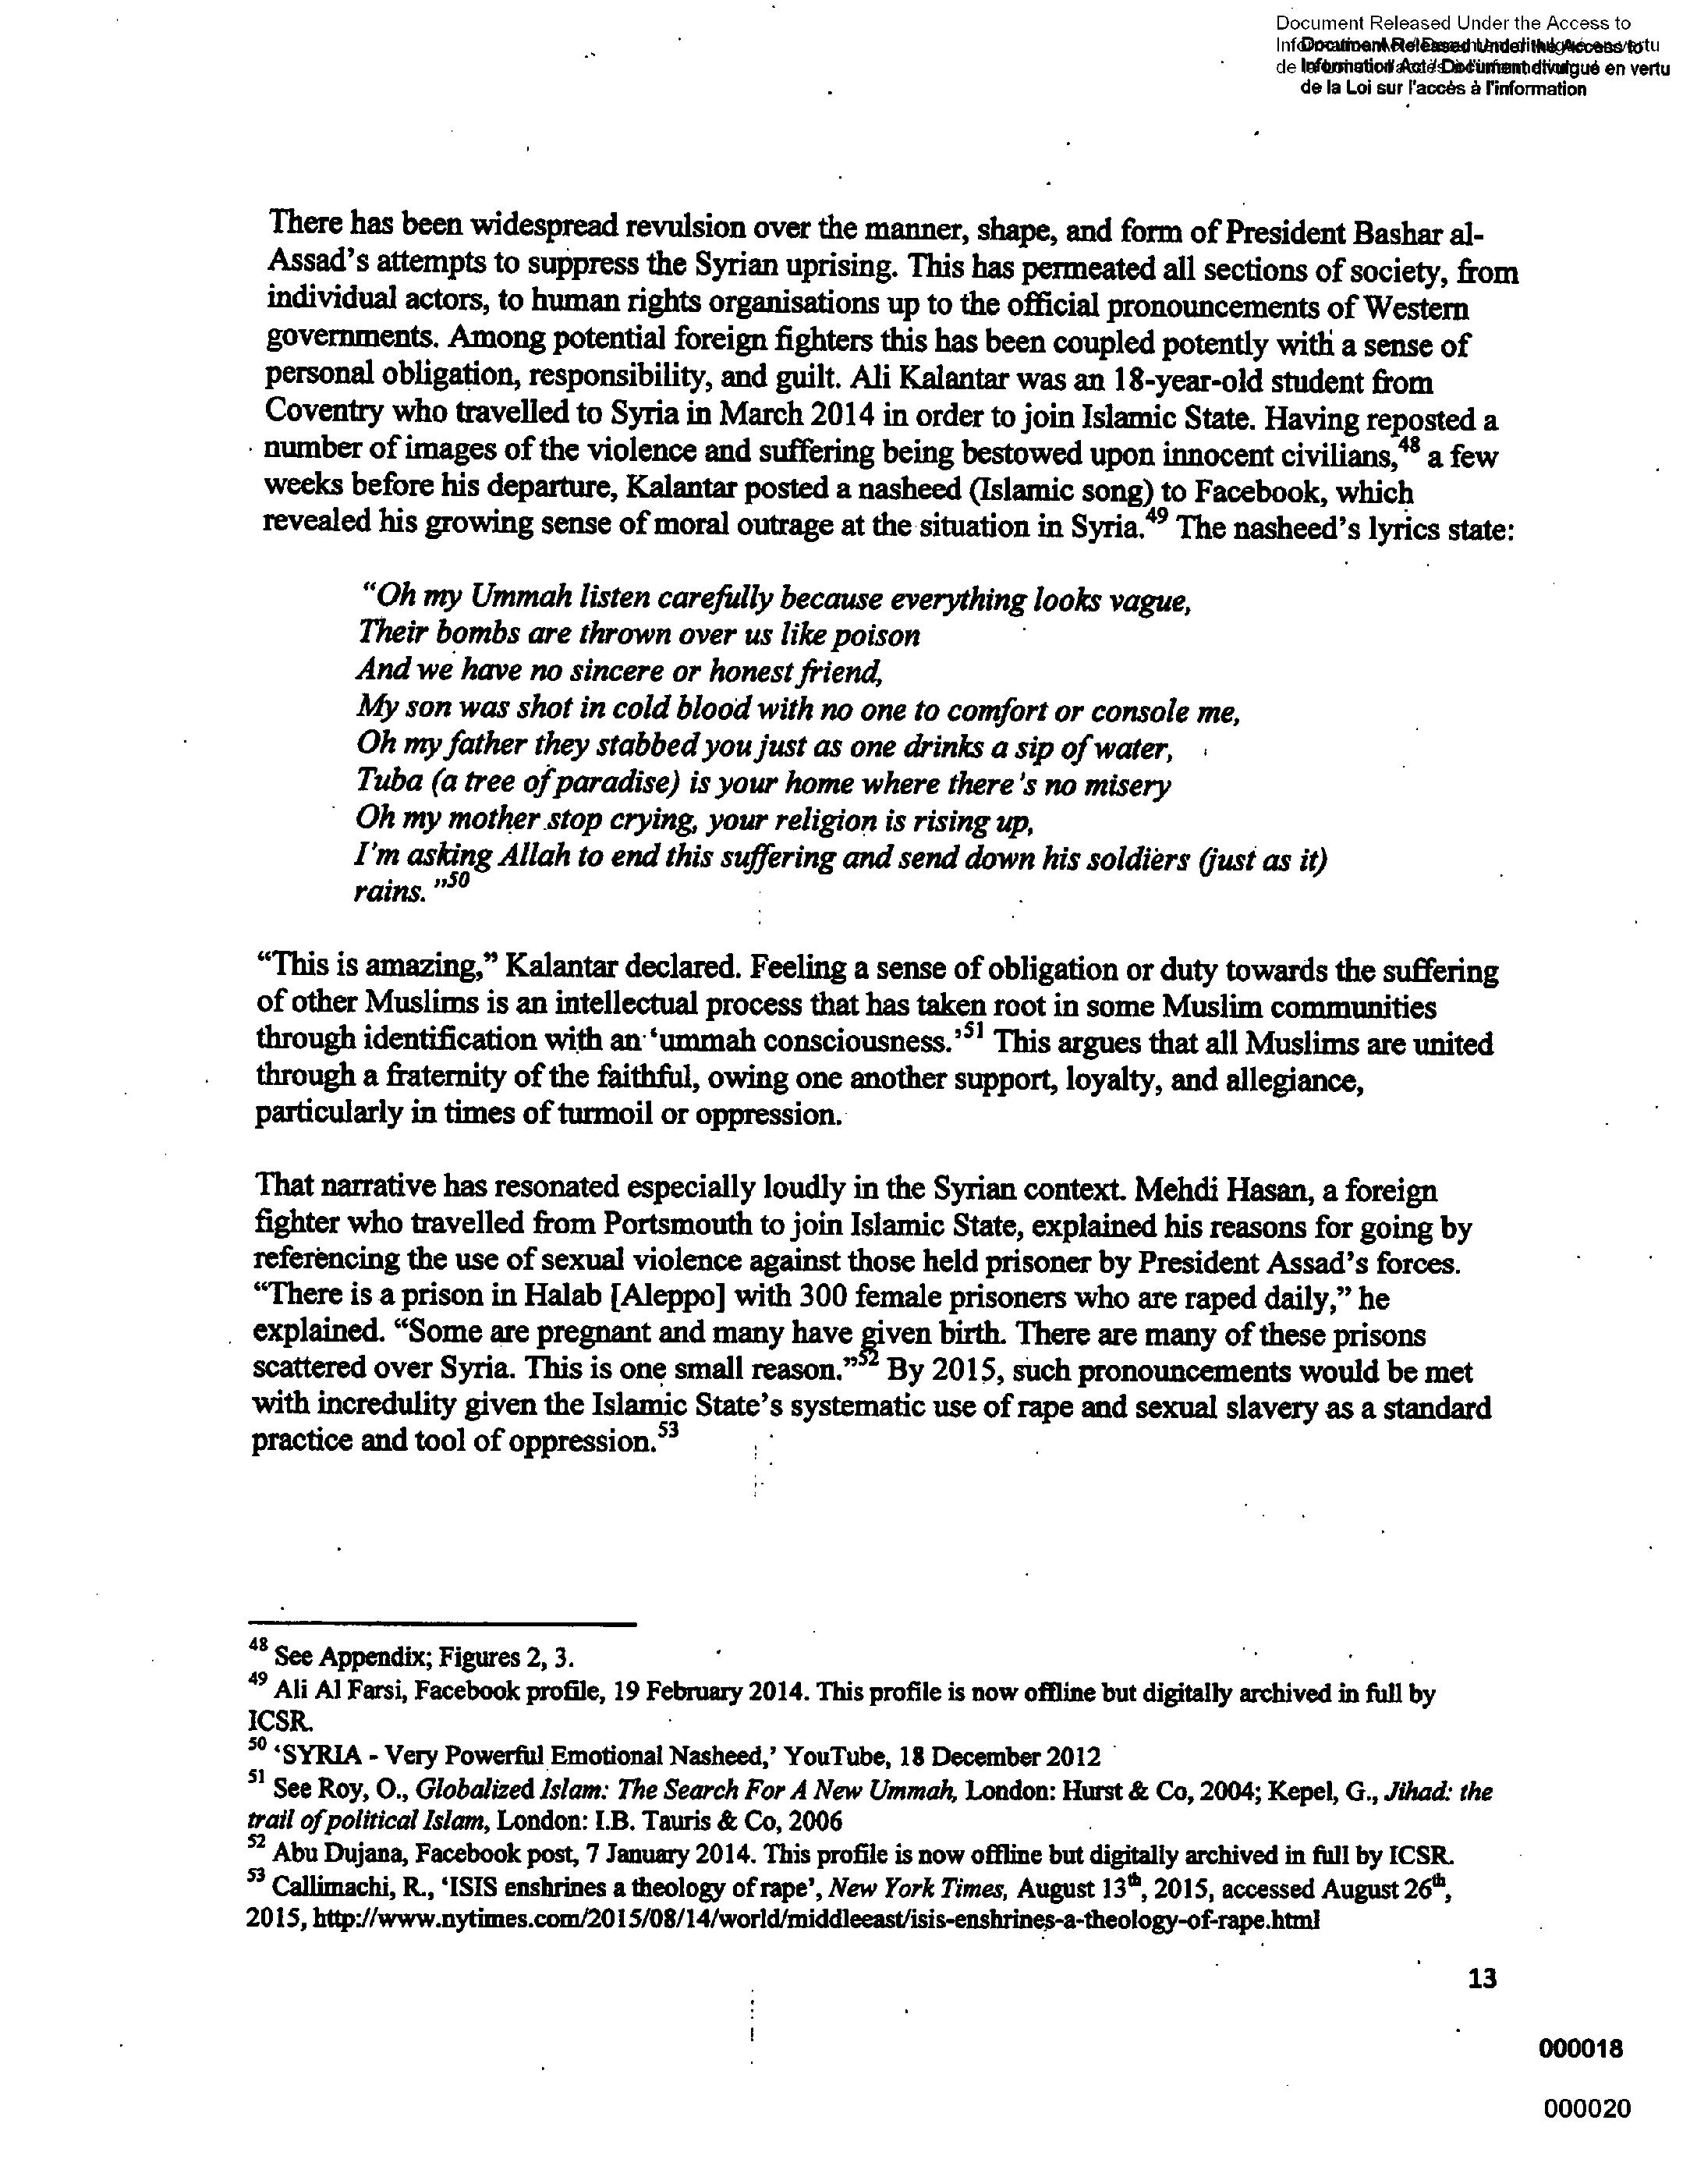 Document Released Under the Access to
Document Released Under the Access to
Information Act / Document divulgué en vertu
de la Loi sur l'accès à l'information
There has been widespread revulsion over the manner, shape, and form of President Bashar al-
Assad's attempts to suppress the Syrian uprising. This has permeated all sections of society, from
individual actors, to human rights organisations up to the official pronouncements of Western
governments. Among potential foreign fighters this has been coupled potently with a sense of
personal obligation, responsibility, and guilt. Ali Kalantar was an 18-year-old student from
Coventry who travelled to Syria in March 2014 in order to join Islamic State. Having reposted a
number of images of the violence and suffering being bestowed upon innocent civilians,48 a few
weeks before his departure, Kalantar posted a nasheed (Islamic song) to Facebook, which
revealed his growing sense of moral outrage at the situation in Syria.49 The nasheed's lyrics state:
"Oh my Ummah listen carefully because everything looks vague,
Their bombs are thrown over us like poison
And we have no sincere or honest friend,
My son was shot in cold blood with no one to comfort or console me,
Oh my father they stabbed you just as one drinks a sip of water,
Tuba (a tree of paradise) is your home where there's no misery
Oh my mother stop crying, your religion is rising up,
I'm asking Allah to end this suffering and send down his soldiers (just as it)
rains."50
"This is amazing," Kalantar declared. Feeling a sense of obligation or duty towards the suffering
of other Muslims is an intellectual process that has taken root in some Muslim communities
through identification with an 'ummah consciousness.'51 This argues that all Muslims are united
through a fraternity of the faithful, owing one another support, loyalty, and allegiance,
particularly in times of turmoil or oppression.
That narrative has resonated especially loudly in the Syrian context. Mehdi Hasan, a foreign
fighter who travelled from Portsmouth to join Islamic State, explained his reasons for going by
referencing the use of sexual violence against those held prisoner by President Assad's forces.
"There is a prison in Halab [Aleppo] with 300 female prisoners who are raped daily," he
explained. "Some are pregnant and many have given birth. There are many of these prisons
scattered over Syria. This is one small reason."52 By 2015, such pronouncements would be met
with incredulity given the Islamic State's systematic use of rape and sexual slavery as a standard
practice and tool of oppression.53
48 See Appendix; Figures 2, 3.
49 Ali Al Farsi, Facebook profile, 19 February 2014. This profile is now offline but digitally archived in full by
ICSR.
50 'SYRIA - Very Powerful Emotional Nasheed,' YouTube, 18 December 2012
51 See Roy, O., Globalized Islam: The Search For A New Ummah, London: Hurst & Co, 2004; Kepel, G., Jihad: the
trail of political Islam, London: I.B. Tauris & Co, 2006
52 Abu Dujana, Facebook post, 7 January 2014. This profile is now offline but digitally archived in full by ICSR.
53 Callimachi, R., 'ISIS enshrines a theology of rape', New York Times, August 13th, 2015, accessed August 26th,
2015, http://www.nytimes.com/2015/08/14/world/middleeast/isis-enshrines-a-theology-of-rape.html
13
000018
000020